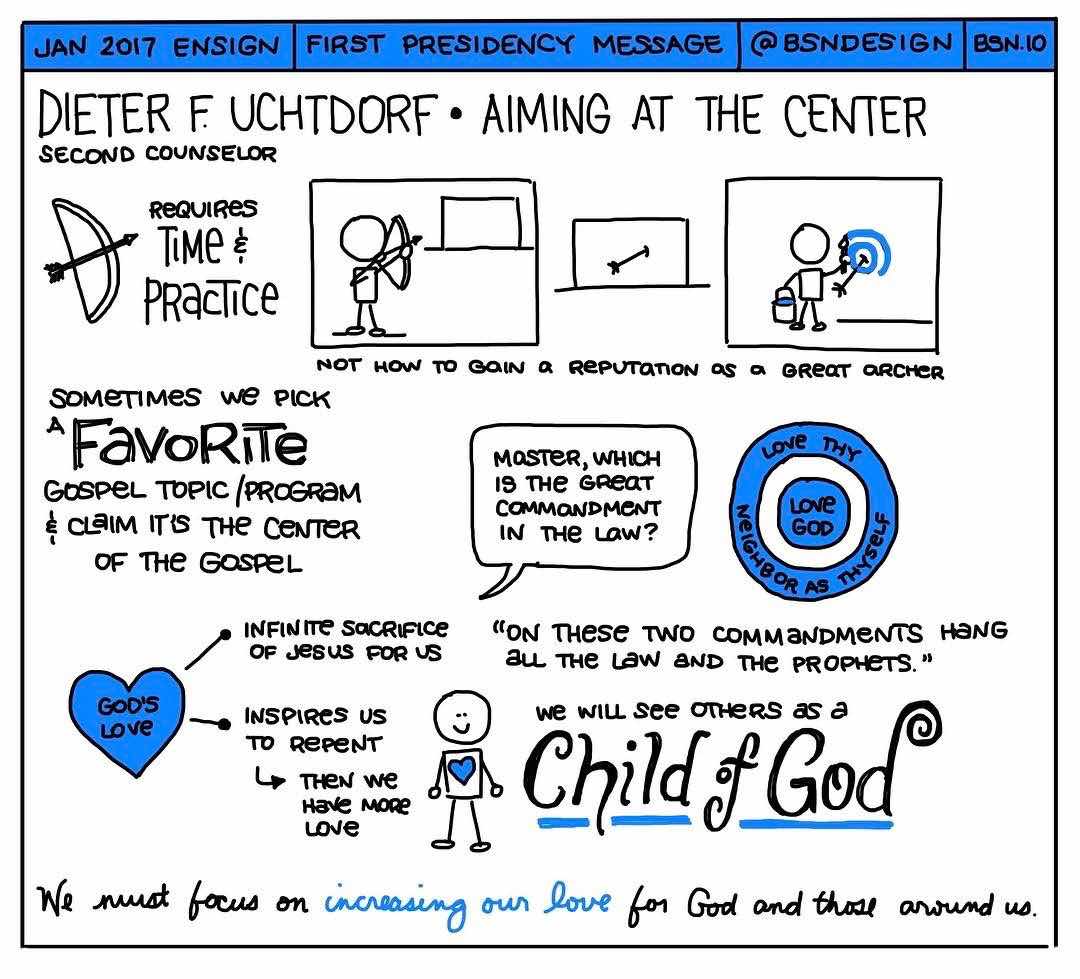 JAN 2017 ENSIGN
FIRST PRESIDENCY MESSAGE
@BSNDESIGN
BSN.IO
DIETER F. UCHTDORF • AIMING AT THE CENTER
SECOND COUNSELOR
REQUIRES
TIME &
PRACTICE
NOT HOW TO GAIN A REPUTATION AS A GREAT ARCHER
SOMETIMES WE PICK
A FAVORITE
GOSPEL TOPIC/PROGRAM
& CLAIM IT'S THE CENTER
OF THE GOSPEL
MASTER, WHICH
IS THE GREAT
COMMANDMENT
IN THE LAW?
LOVE THY
NEIGHBOR AS THYSELF
LOVE
GOD
"ON THESE TWO COMMANDMENTS HANG
ALL THE LAW AND THE PROPHETS."
GOD'S
LOVE
INFINITE SACRIFICE
OF JESUS FOR US
INSPIRES US
TO REPENT
THEN WE
HAVE MORE
LOVE
WE WILL SEE OTHERS AS A
Child of God
We must focus on increasing our love for God and those around us.